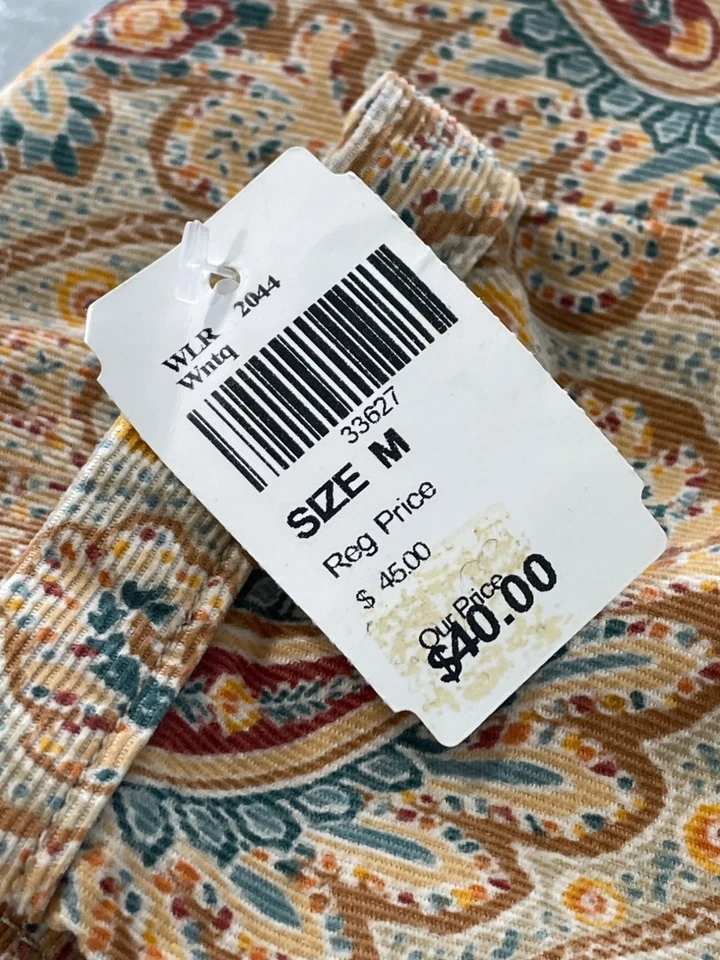 WLR 2044
Wntq
33627
SIZE M
Reg Price
$ 45.00
Our Price
$40.00